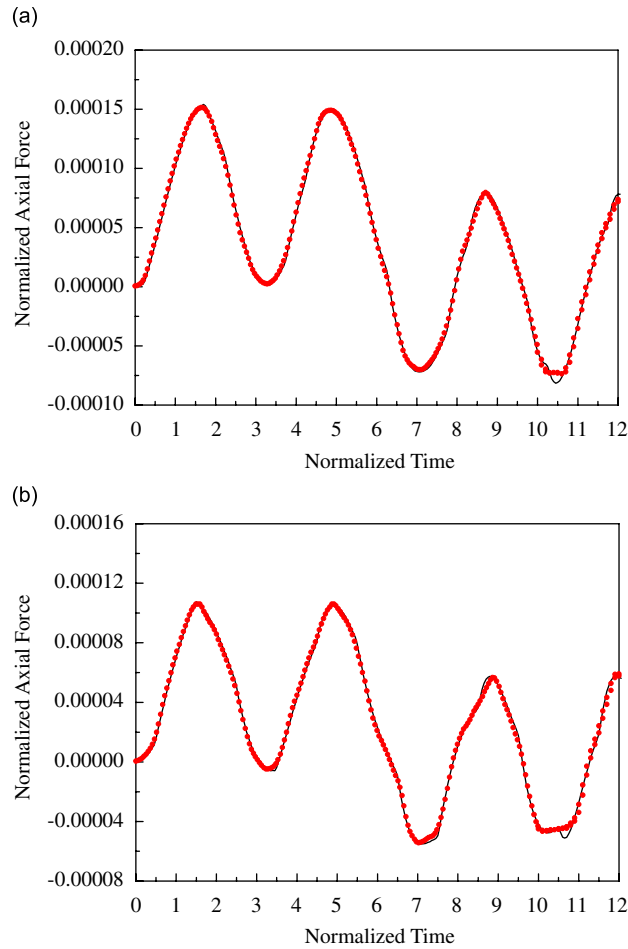 (a)
0.00020
0.00015
0.00010
0.00005
0.00000
-0.00005
-0.00010
Normalized Axial Force
0 1 2 3 4 5 6 7 8 9 10 11 12
Normalized Time
(b)
0.00016
0.00012
0.00008
0.00004
0.00000
-0.00004
-0.00008
Normalized Axial Force
0 1 2 3 4 5 6 7 8 9 10 11 12
Normalized Time